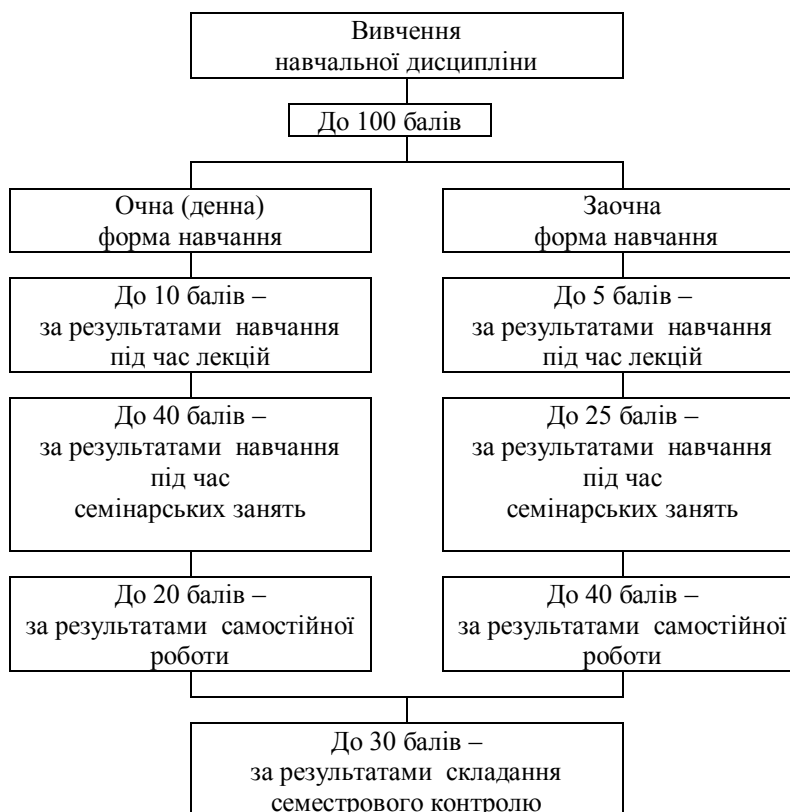 Вивчення
навчальної дисципліни
До 100 балів
Очна (денна)
форма навчання
Заочна
форма навчання
До 10 балів –
за результатами навчання
під час лекцій
До 5 балів –
за результатами навчання
під час лекцій
До 40 балів –
за результатами навчання
під час
семінарських занять
До 25 балів –
за результатами навчання
під час
семінарських занять
До 20 балів –
за результатами самостійної
роботи
До 40 балів –
за результатами самостійної
роботи
До 30 балів –
за результатами складання
семестрового контролю